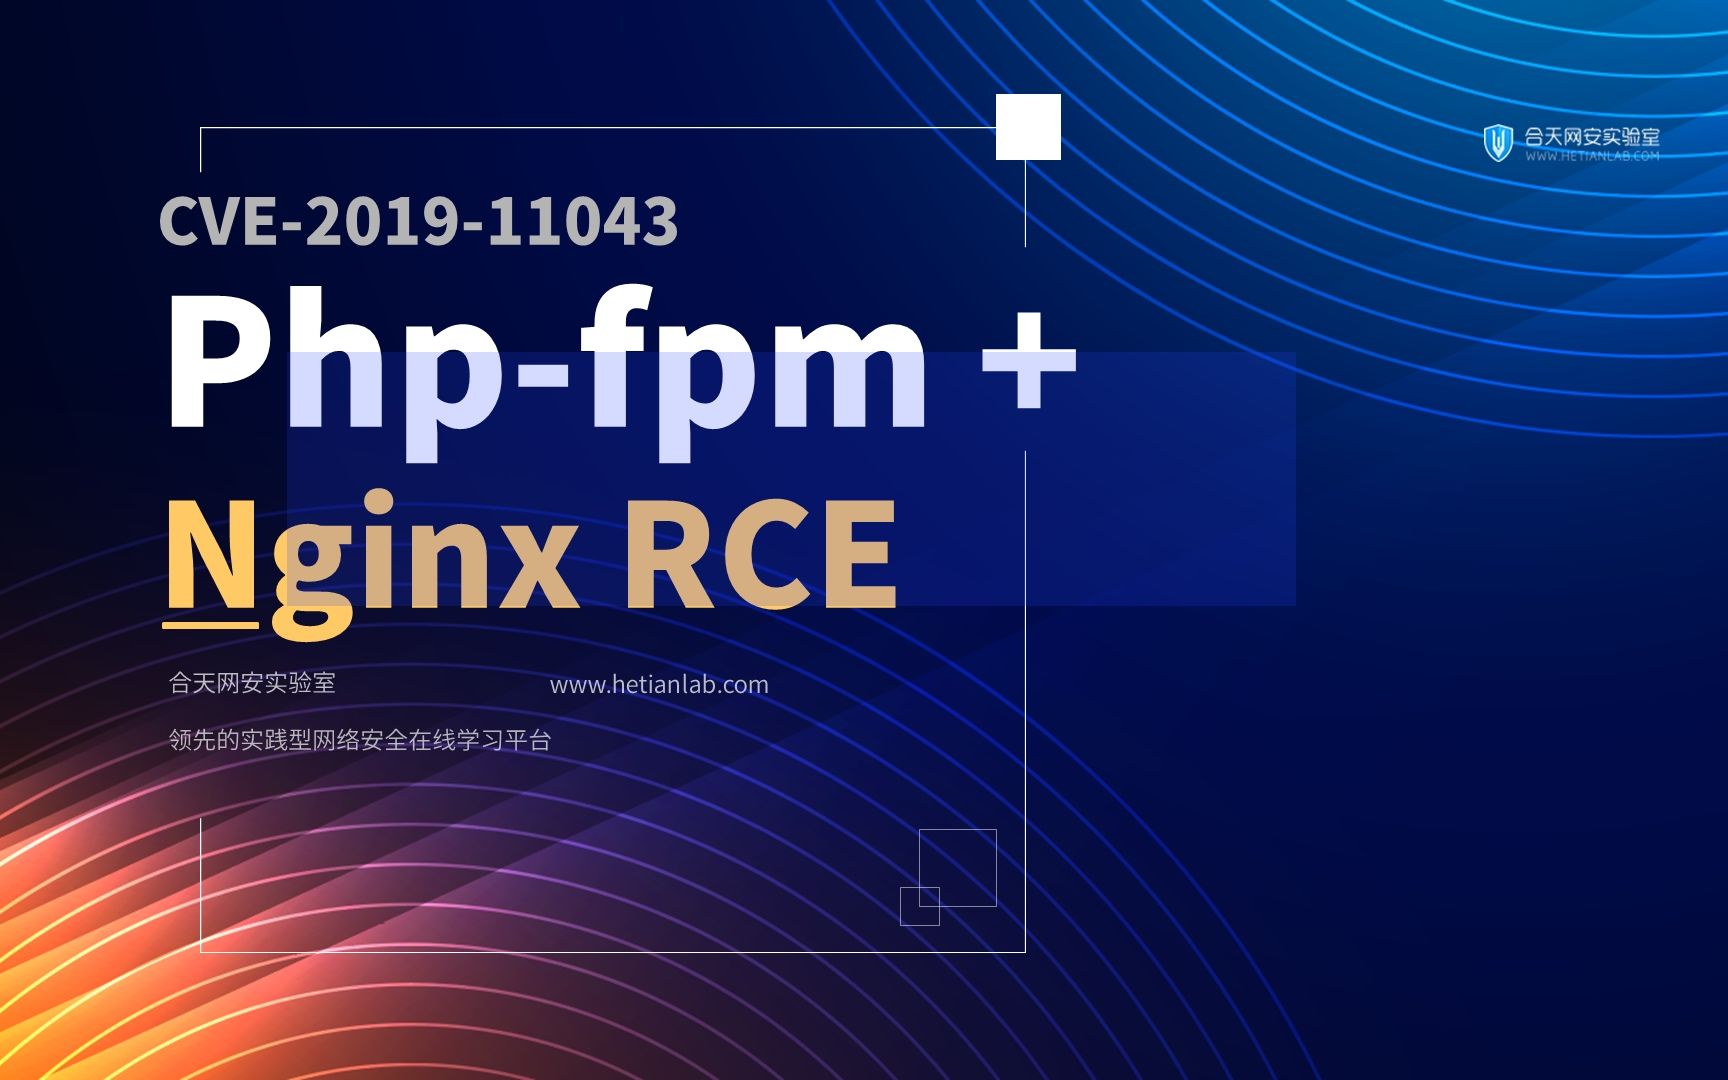 合天网安实验室
WWW.HETIANLAB.COM
CVE-2019-11043
Php-fpm +
Nginx RCE
合天网安实验室
www.hetianlab.com
领先的实践型网络安全在线学习平台